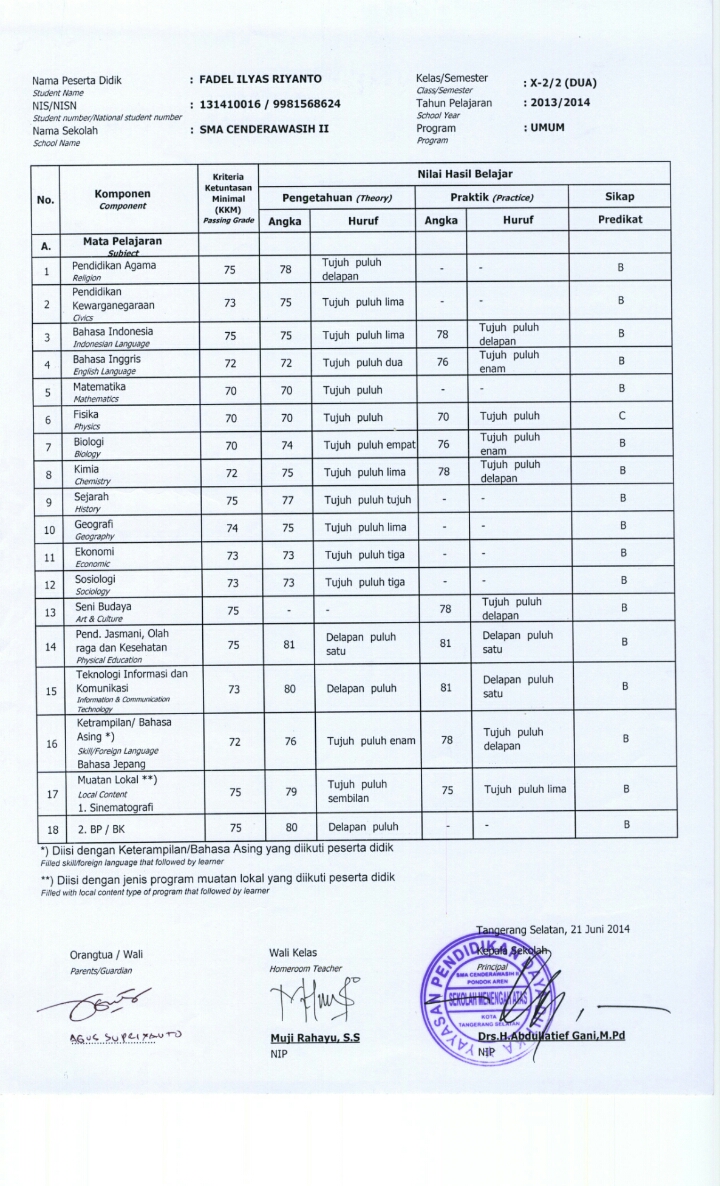 Nama Peserta Didik : FADEL ILYAS RIYANTO Kelas/Semester : X-2/2 (DUA)
Student Name Class/Semester
NIS/NISN : 131410016 / 9981568624 Tahun Pelajaran : 2013/2014
Student number/National student number School Year
Nama Sekolah : SMA CENDERAWASIH II Program : UMUM
School Name Program
No. Komponen Component Kriteria Ketuntasan Minimal (KKM) Passing Grade Nilai Hasil Belajar
Pengetahuan (Theory) Praktik (Practice) Sikap
Angka Huruf Angka Huruf Predikat
A. Mata Pelajaran
Subject
1 Pendidikan Agama 75 78 Tujuh puluh delapan - - B
Religion
2 Pendidikan Kewarganegaraan 73 75 Tujuh puluh lima - - B
Civics
3 Bahasa Indonesia 75 75 Tujuh puluh lima 78 Tujuh puluh delapan B
Indonesian Language
4 Bahasa Inggris 72 72 Tujuh puluh dua 76 Tujuh puluh enam B
English Language
5 Matematika 70 70 Tujuh puluh - - B
Mathematics
6 Fisika 70 70 Tujuh puluh 70 Tujuh puluh C
Physics
7 Biologi 70 74 Tujuh puluh empat 76 Tujuh puluh enam B
Biology
8 Kimia 72 75 Tujuh puluh lima 78 Tujuh puluh delapan B
Chemistry
9 Sejarah 75 77 Tujuh puluh tujuh - - B
History
10 Geografi 74 75 Tujuh puluh lima - - B
Geography
11 Ekonomi 73 73 Tujuh puluh tiga - - B
Economic
12 Sosiologi 73 73 Tujuh puluh tiga - - B
Sociology
13 Seni Budaya 75 - - 78 Tujuh puluh delapan B
Art & Culture
14 Pend. Jasmani, Olah raga dan Kesehatan 75 81 Delapan puluh satu 81 Delapan puluh satu B
Physical Education
15 Teknologi Informasi dan Komunikasi 73 80 Delapan puluh 81 Delapan puluh satu B
Information & Communication Technology
16 Ketrampilan/ Bahasa Asing *) 72 76 Tujuh puluh enam 78 Tujuh puluh delapan B
Skill/Foreign Language
Bahasa Jepang
17 Muatan Lokal **) 75 79 Tujuh puluh sembilan 75 Tujuh puluh lima B
Local Content
1. Sinematografi
18 2. BP / BK 75 80 Delapan puluh - - B
*) Diisi dengan Keterampilan/Bahasa Asing yang diikuti peserta didik
Filled skill/foreign language that followed by learner
**) Diisi dengan jenis program muatan lokal yang diikuti peserta didik
Filled with local content type of program that followed by learner
Tangerang Selatan, 21 Juni 2014
Orangtua / Wali Wali Kelas Kepala Sekolah
Parents/Guardian Homeroom Teacher Principal
YAYASAN PENDIDIKAN
SMA CENDERAWASIH II
PONDOK AREN
SEKOLAH MENENGAH ATAS
KOTA
TANGERANG SELATAN
AGUS SUPRIYANTO Muji Rahayu, S.S Drs.H.Abdullatief Gani,M.Pd
NIP NIP